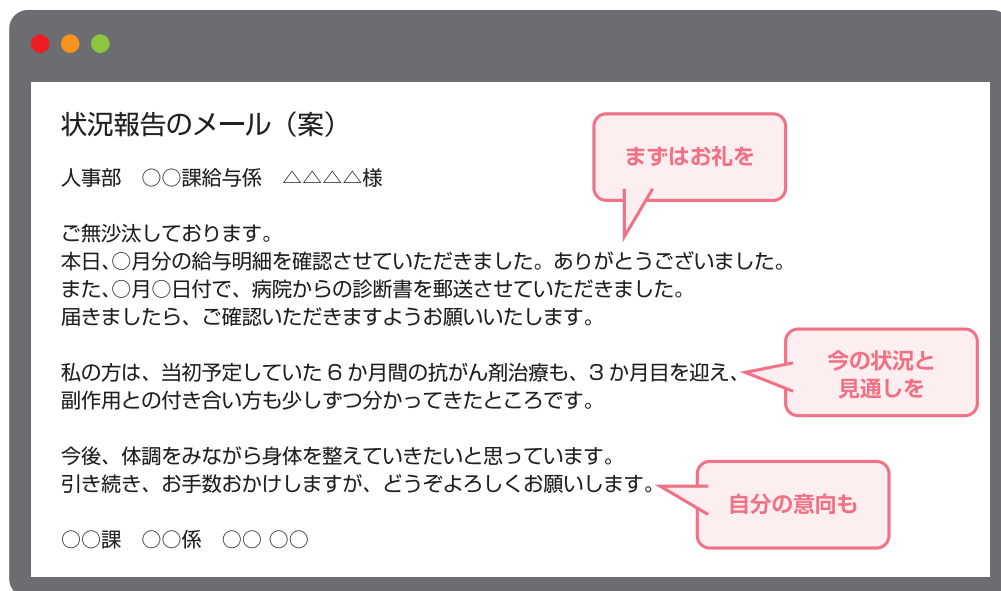 状況報告のメール（案）
まずはお礼を
人事部　○○課給与係　△△△△様
ご無沙汰しております。
本日、○月分の給与明細を確認させていただきました。ありがとうございました。
また、○月○日付で、病院からの診断書を郵送させていただきました。
届きましたら、ご確認いただきますようお願いいたします。
私の方は、当初予定していた 6 か月間の抗がん剤治療も、3 か月目を迎え、
副作用との付き合い方も少しずつ分かってきたところです。
今の状況と
見通しを
今後、体調をみながら身体を整えていきたいと思っています。
引き続き、お手数おかけしますが、どうぞよろしくお願いします。
自分の意向も
○○課　○○係　○○ ○○